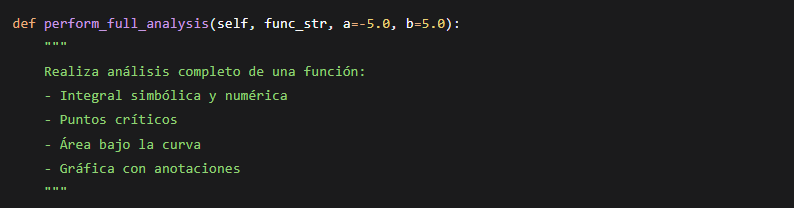 def perform_full_analysis(self, func_str, a=-5.0, b=5.0):
"""
Realiza análisis completo de una función:
- Integral simbólica y numérica
- Puntos críticos
- Área bajo la curva
- Gráfica con anotaciones
"""